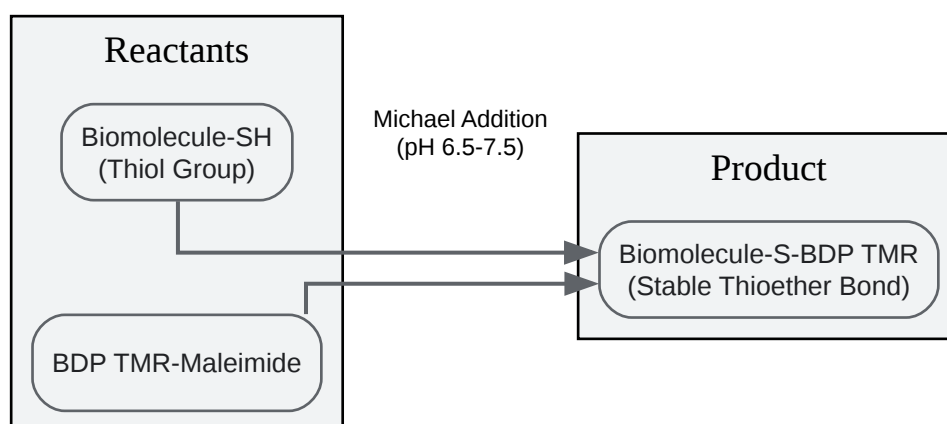 Reactants
Biomolecule-SH
(Thiol Group)
BDP TMR-Maleimide
Michael Addition
(pH 6.5-7.5)
Product
Biomolecule-S-BDP TMR
(Stable Thioether Bond)